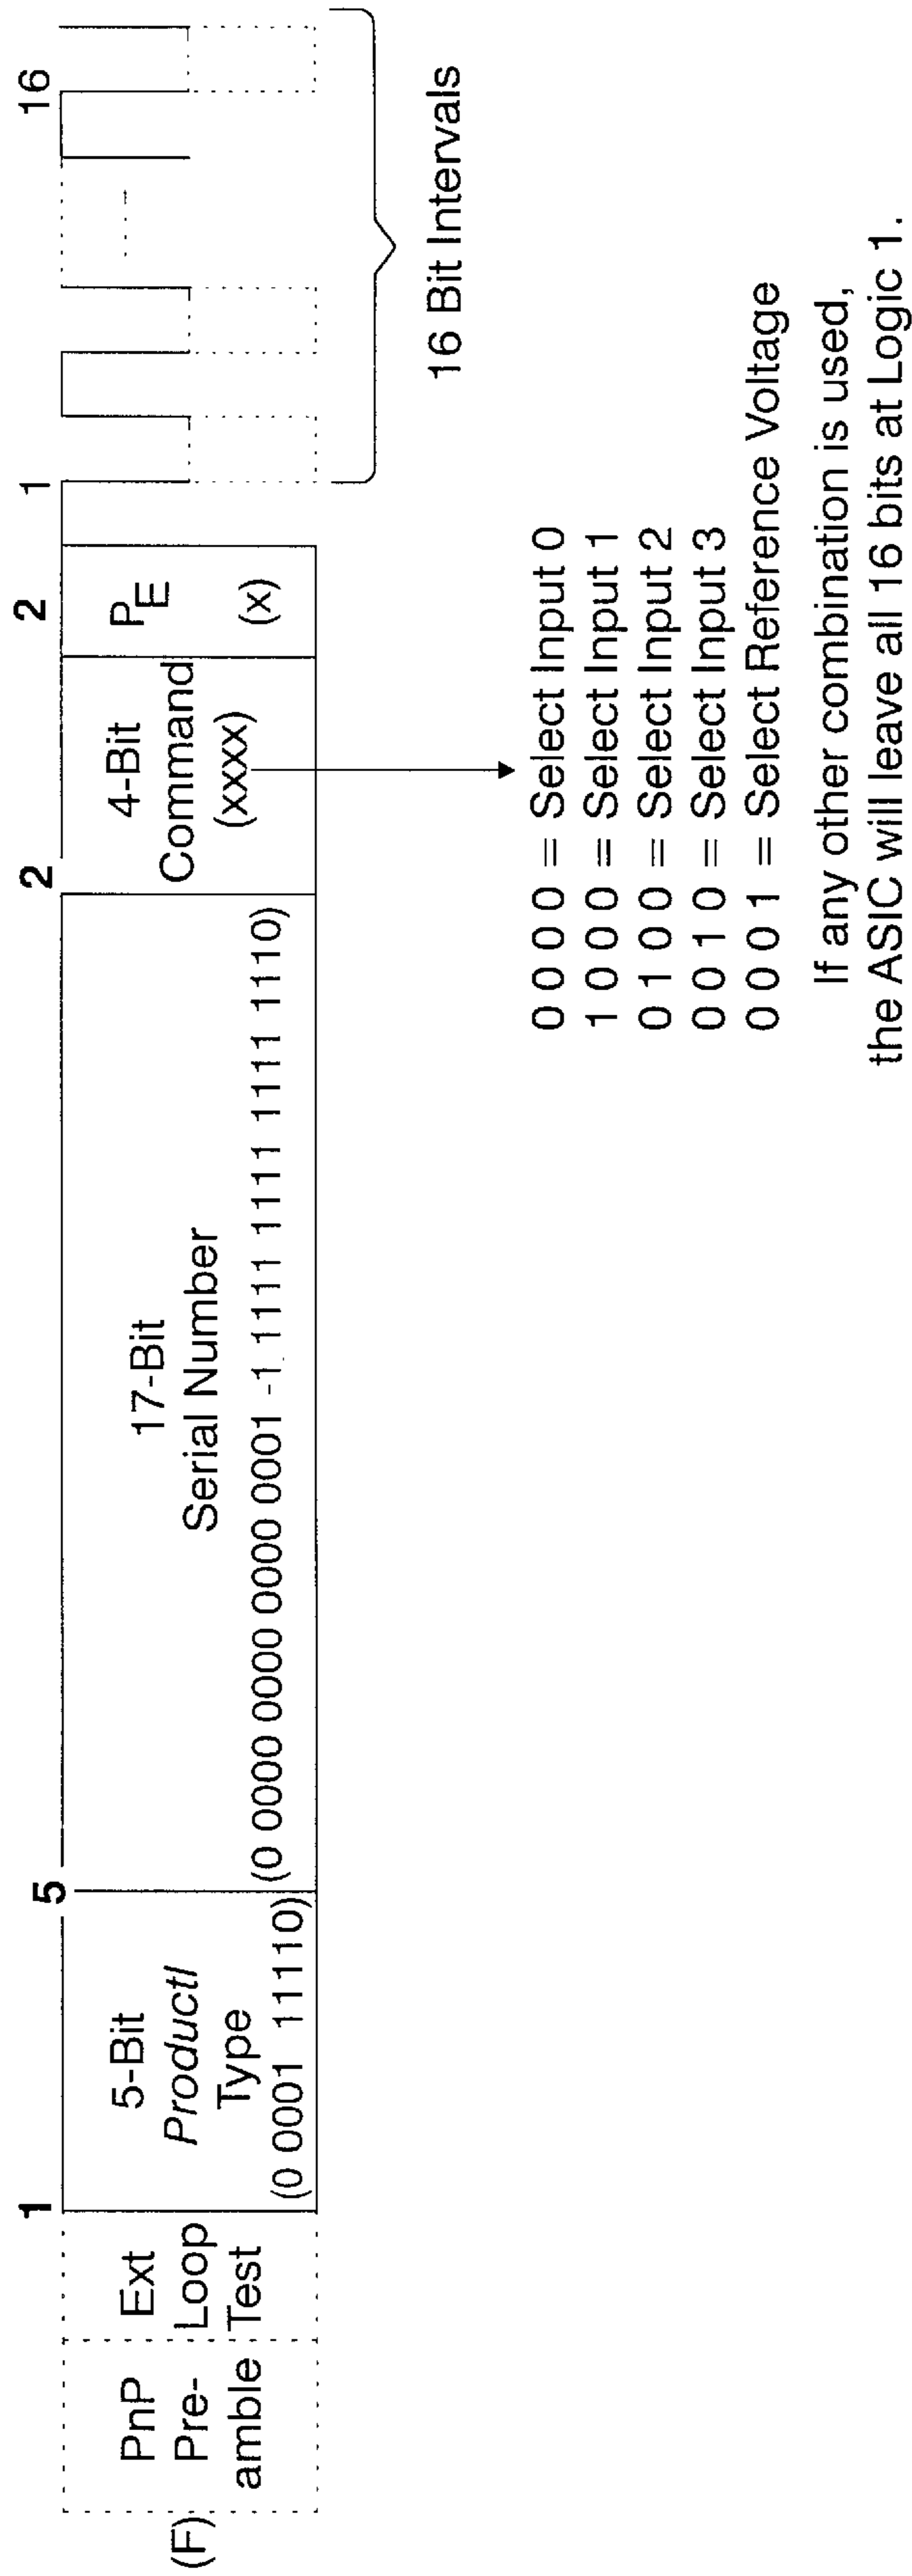 (F)
PnP
Pre-
amble
Ext
Loop
Test
1
5-Bit
Productl
Type
(0 0001 11110)
5
17-Bit
Serial Number
(0 0000 0000 0000 0000 0001 -1 1111 1111 1111 1111 1110)
2
4-Bit
Command
(xxxx)
2
PE
(x)
1
16
16 Bit Intervals
0 0 0 0 = Select Input 0
1 0 0 0 = Select Input 1
0 1 0 0 = Select Input 2
0 0 1 0 = Select Input 3
0 0 0 1 = Select Reference Voltage
If any other combination is used,
the ASIC will leave all 16 bits at Logic 1.